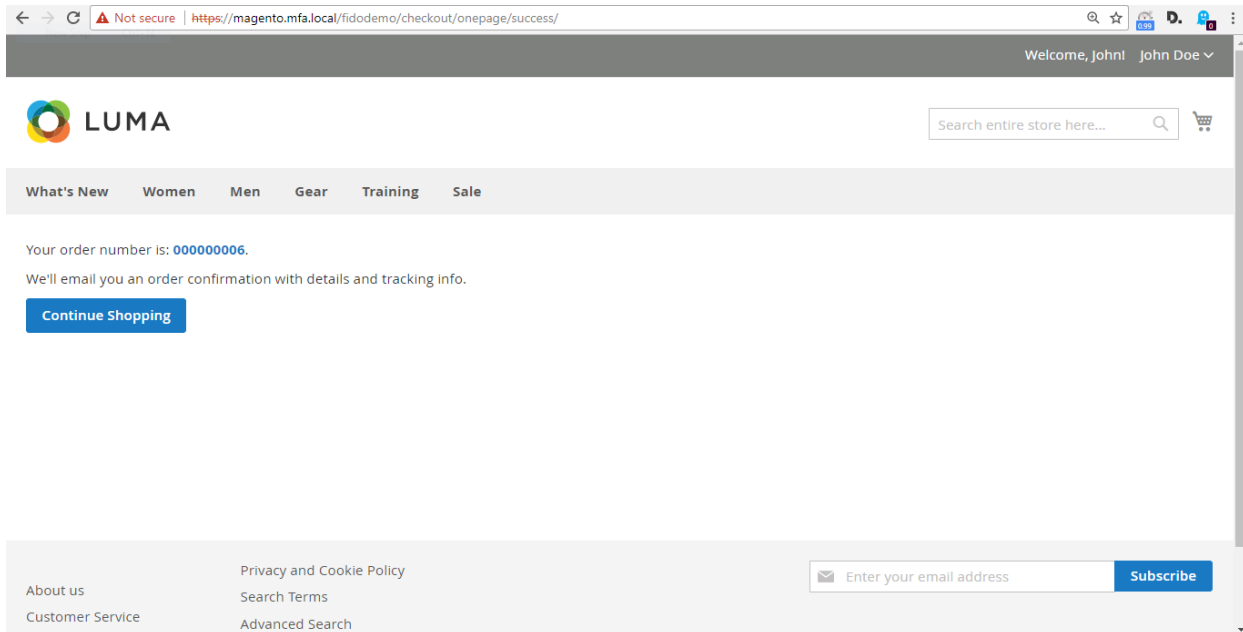 Not secure | https://magento.mfa.local/fidodemo/checkout/onepage/success/
0.99 D. 0
Welcome, John! John Doe
LUMA
Search entire store here...
What's New Women Men Gear Training Sale
Your order number is: 000000006.
We'll email you an order confirmation with details and tracking info.
Continue Shopping
About us
Customer Service
Privacy and Cookie Policy
Search Terms
Advanced Search
Enter your email address Subscribe